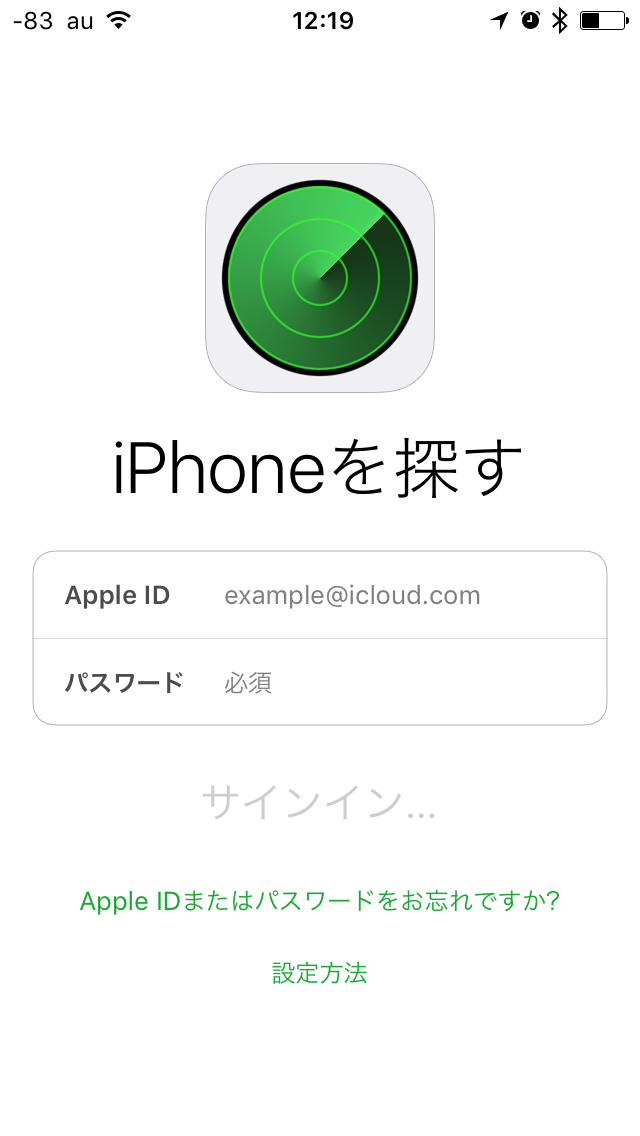 -83 au 12:19
iPhoneを探す
Apple ID example@icloud.com
パスワード 必須
サインイン...
Apple IDまたはパスワードをお忘れですか?
設定方法